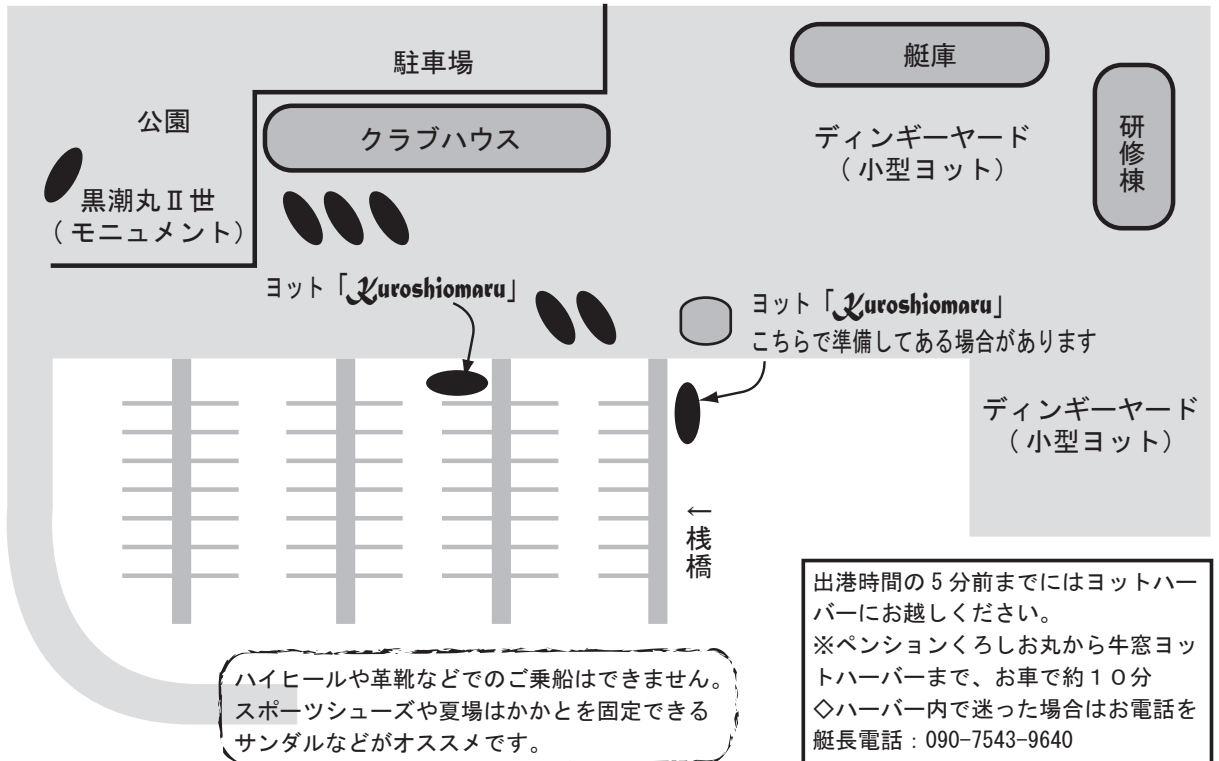 駐車場
艇庫
公園
クラブハウス
ディンギーヤード
（小型ヨット）
研修棟
黒潮丸Ⅱ世
（モニュメント）
ヨット「Kuroshiomaru」
ヨット「Kuroshiomaru」
こちらで準備してある場合があります
ディンギーヤード
（小型ヨット）
←桟橋
出港時間の5分前までにはヨットハー
バーにお越しください。
※ペンションくろしお丸から牛窓ヨッ
トハーバーまで、お車で約１０分
◇ハーバー内で迷った場合はお電話を
艇長電話：090-7543-9640
ハイヒールや革靴などでのご乗船はできません。
スポーツシューズや夏場はかかとを固定できる
サンダルなどがオススメです。